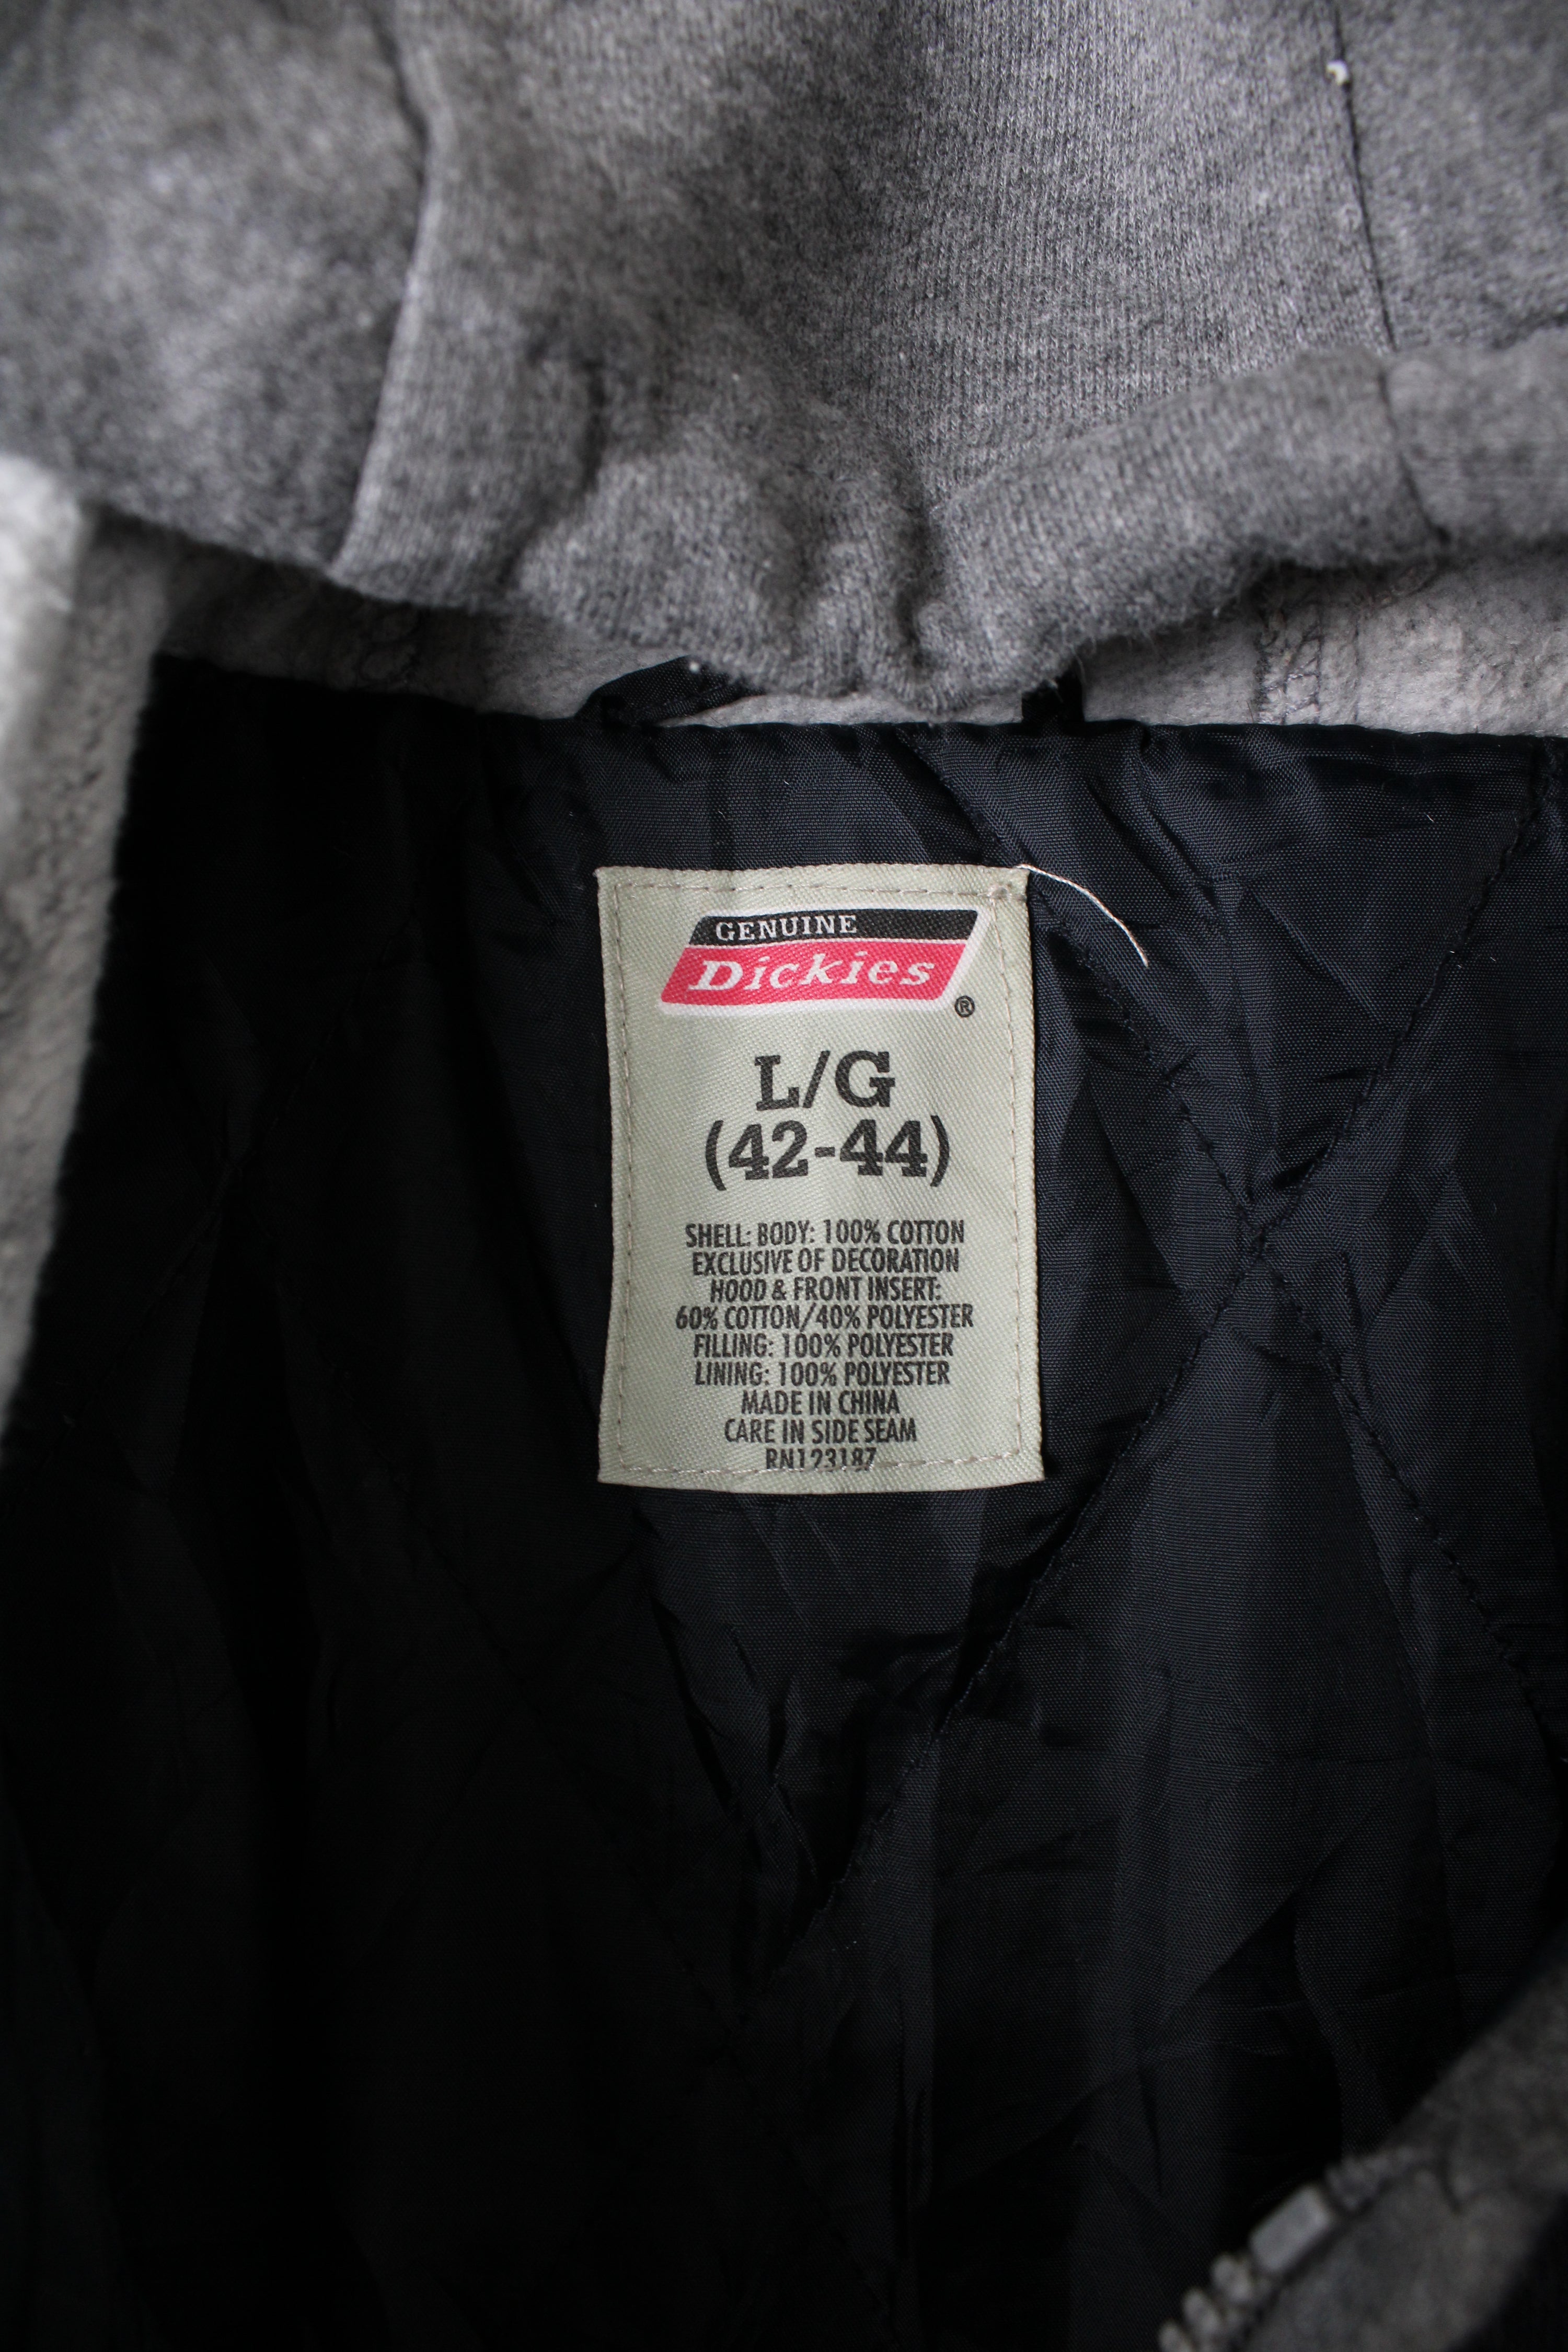 GENUINE
Dickies
®
L/G
(42-44)
SHELL: BODY: 100% COTTON
EXCLUSIVE OF DECORATION
HOOD & FRONT INSERT:
60% COTTON/40% POLYESTER
FILLING: 100% POLYESTER
LINING: 100% POLYESTER
MADE IN CHINA
CARE IN SIDE SEAM
RN123187